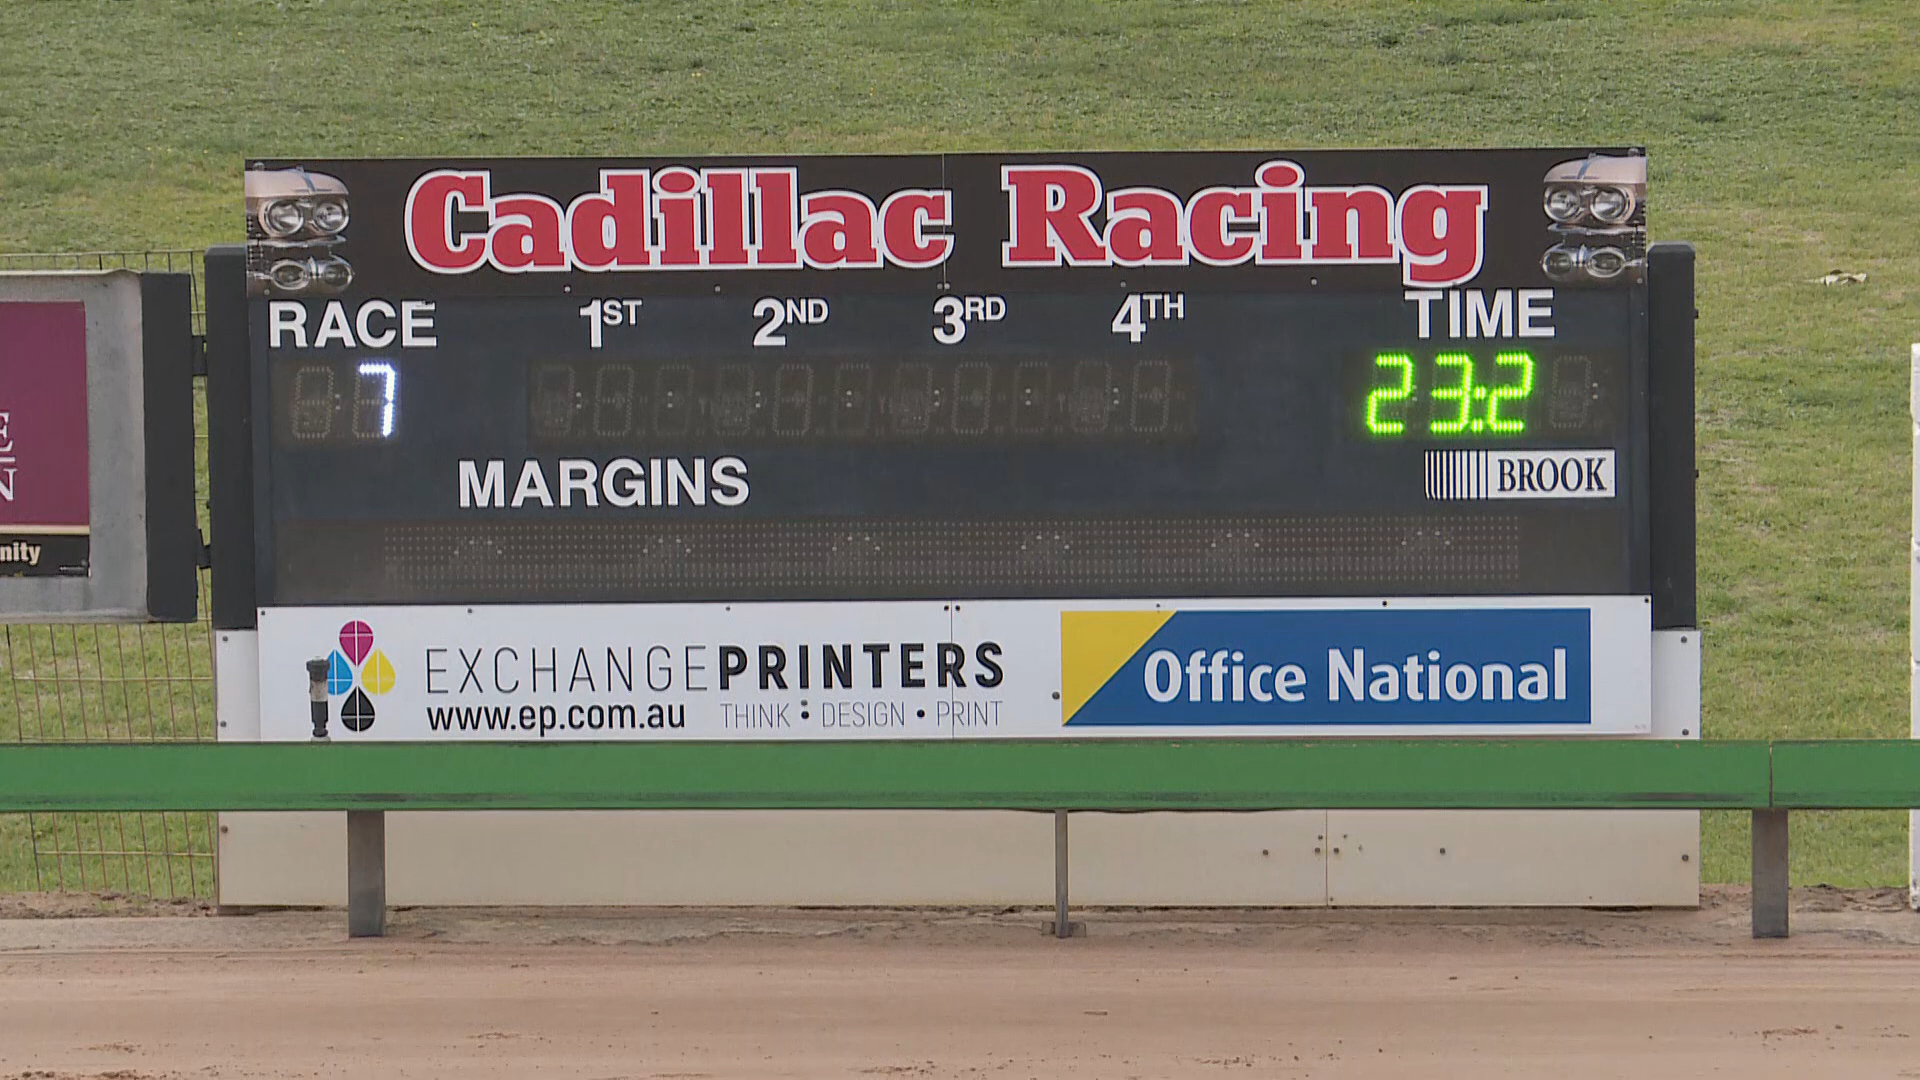 Cadillac Racing
RACE 1ST 2ND 3RD 4TH TIME
7 23:2
MARGINS
BROOK
E
N
nity
EXCHANGEPRINTERS
www.ep.com.au THINK • DESIGN • PRINT
Office National